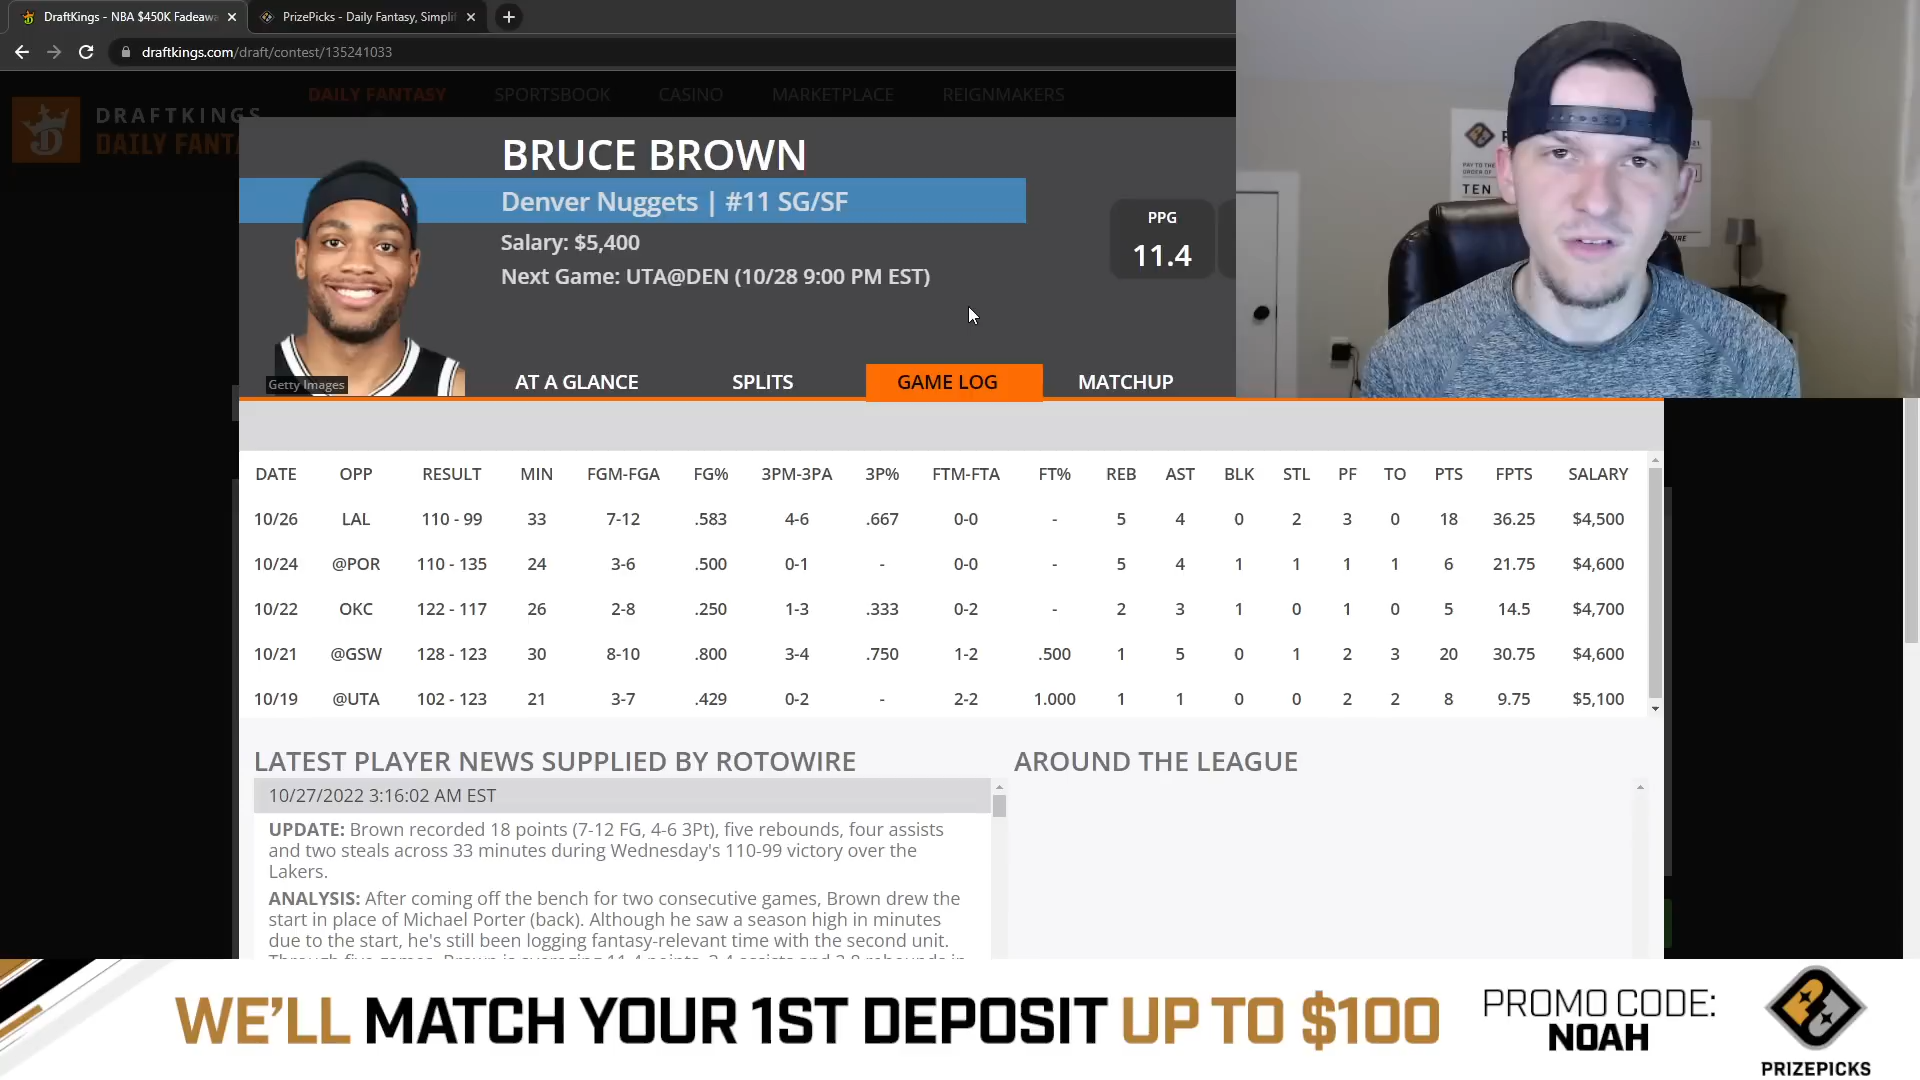 DraftKings - NBA $450K Fadeawa
PrizePicks - Daily Fantasy, Simplif
draftkings.com/draft/contest/135241033
DRAFTKINGS
DAILY FANTA
DAILY FANTASY SPORTSBOOK CASINO MARKETPLACE REIGNMAKERS
BRUCE BROWN
Denver Nuggets | #11 SG/SF
Salary: $5,400
Next Game: UTA@DEN (10/28 9:00 PM EST)
PPG
11.4
Getty Images
AT A GLANCE SPLITS GAME LOG MATCHUP
PAY TO THE
ORDER OF
TEN
DATE OPP RESULT MIN FGM-FGA FG% 3PM-3PA 3P% FTM-FTA FT% REB AST BLK STL PF TO PTS FPTS SALARY
10/26 LAL 110 - 99 33 7-12 .583 4-6 .667 0-0 - 5 4 0 2 3 0 18 36.25 $4,500
10/24 @POR 110 - 135 24 3-6 .500 0-1 - 0-0 - 5 4 1 1 1 1 6 21.75 $4,600
10/22 OKC 122 - 117 26 2-8 .250 1-3 .333 0-2 - 2 3 1 0 1 0 5 14.5 $4,700
10/21 @GSW 128 - 123 30 8-10 .800 3-4 .750 1-2 .500 1 5 0 1 2 3 20 30.75 $4,600
10/19 @UTA 102 - 123 21 3-7 .429 0-2 - 2-2 1.000 1 1 0 0 2 2 8 9.75 $5,100
LATEST PLAYER NEWS SUPPLIED BY ROTOWIRE
10/27/2022 3:16:02 AM EST
UPDATE: Brown recorded 18 points (7-12 FG, 4-6 3Pt), five rebounds, four assists
and two steals across 33 minutes during Wednesday's 110-99 victory over the
Lakers.
ANALYSIS: After coming off the bench for two consecutive games, Brown drew the
start in place of Michael Porter (back). Although he saw a season high in minutes
due to the start, he's still been logging fantasy-relevant time with the second unit.
AROUND THE LEAGUE
WE'LL MATCH YOUR 1ST DEPOSIT UP TO $100
PROMO CODE:
NOAH
PRIZEPICKS